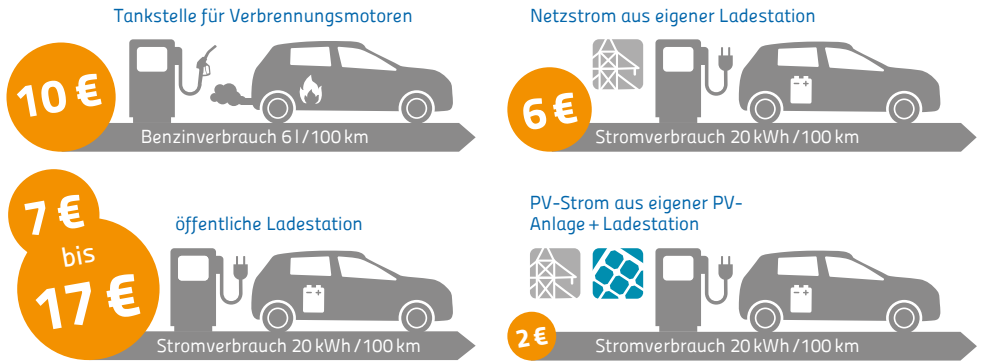 Tankstelle für Verbrennungsmotoren
10 €
Benzinverbrauch 6 l / 100 km
Netzstrom aus eigener Ladestation
6 €
- +
Stromverbrauch 20 kWh / 100 km
öffentliche Ladestation
7 €
bis
17 €
- +
Stromverbrauch 20 kWh / 100 km
PV-Strom aus eigener PV-
Anlage + Ladestation
2 €
- +
Stromverbrauch 20 kWh / 100 km